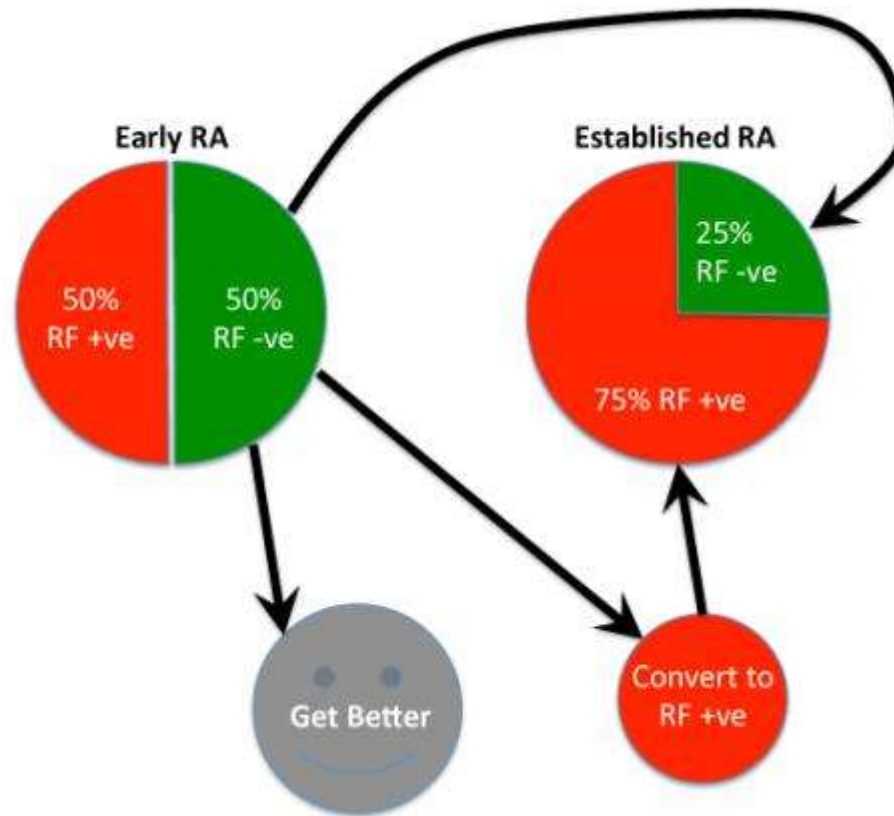 Early RA
Established RA
50%
RF +ve
50%
RF -ve
25%
RF -ve
75% RF +ve
Get Better
Convert to
RF +ve